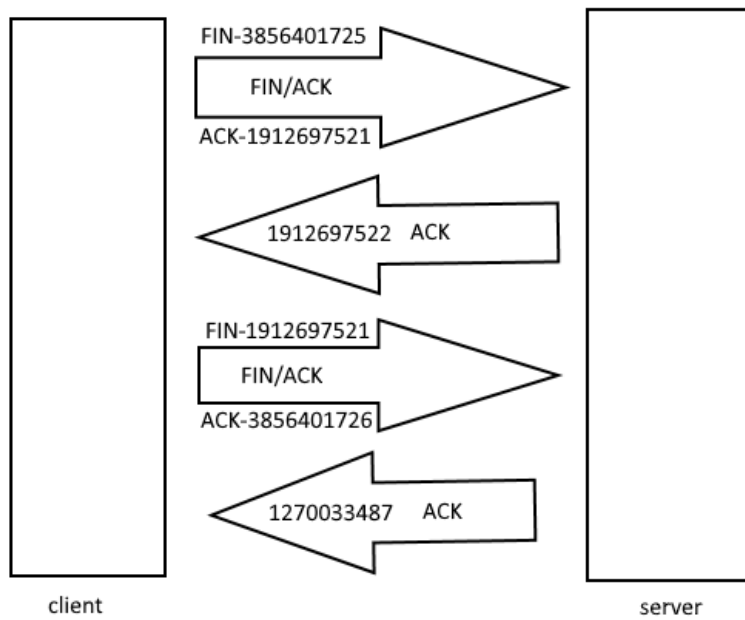 FIN-3856401725
FIN/ACK
ACK-1912697521
1912697522 ACK
FIN-1912697521
FIN/ACK
ACK-3856401726
1270033487 ACK
client
server